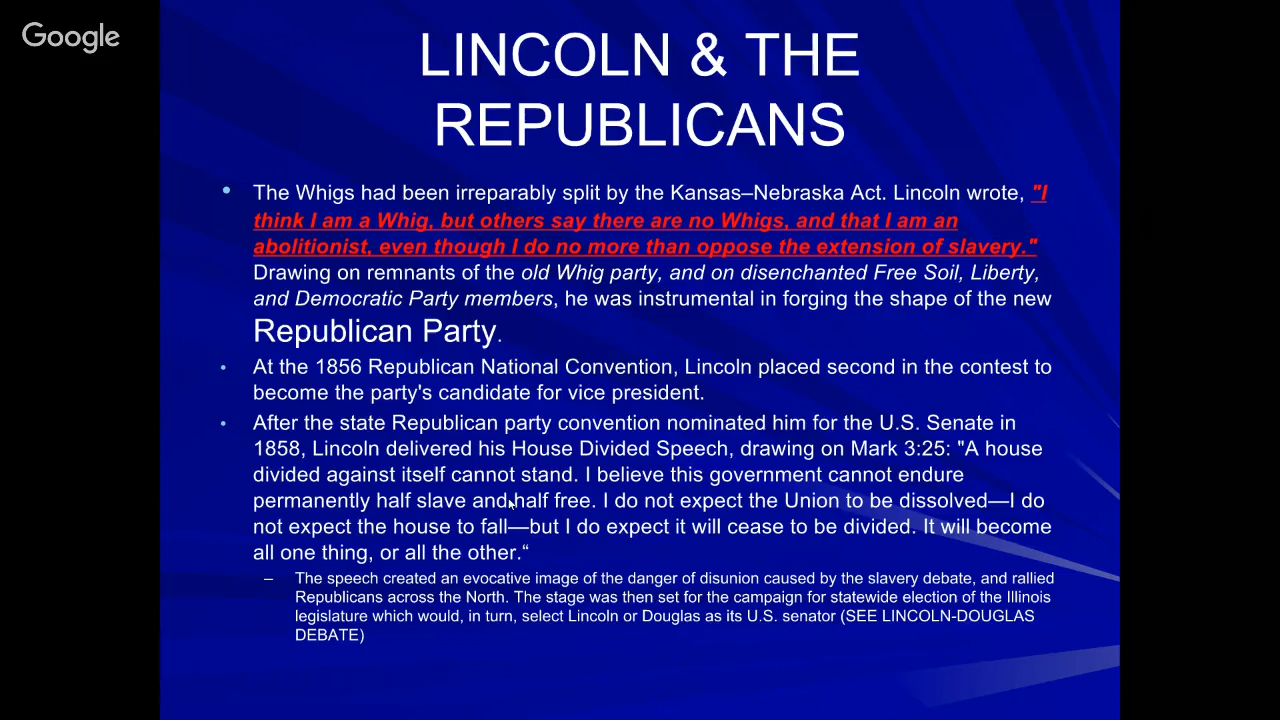 Google
LINCOLN & THE
REPUBLICANS
• The Whigs had been irreparably split by the Kansas–Nebraska Act. Lincoln wrote, "I
think I am a Whig, but others say there are no Whigs, and that I am an
abolitionist, even though I do no more than oppose the extension of slavery."
Drawing on remnants of the old Whig party, and on disenchanted Free Soil, Liberty,
and Democratic Party members, he was instrumental in forging the shape of the new
Republican Party.
• At the 1856 Republican National Convention, Lincoln placed second in the contest to
become the party's candidate for vice president.
• After the state Republican party convention nominated him for the U.S. Senate in
1858, Lincoln delivered his House Divided Speech, drawing on Mark 3:25: "A house
divided against itself cannot stand. I believe this government cannot endure
permanently half slave and half free. I do not expect the Union to be dissolved—I do
not expect the house to fall—but I do expect it will cease to be divided. It will become
all one thing, or all the other.“
– The speech created an evocative image of the danger of disunion caused by the slavery debate, and rallied
Republicans across the North. The stage was then set for the campaign for statewide election of the Illinois
legislature which would, in turn, select Lincoln or Douglas as its U.S. senator (SEE LINCOLN-DOUGLAS
DEBATE)